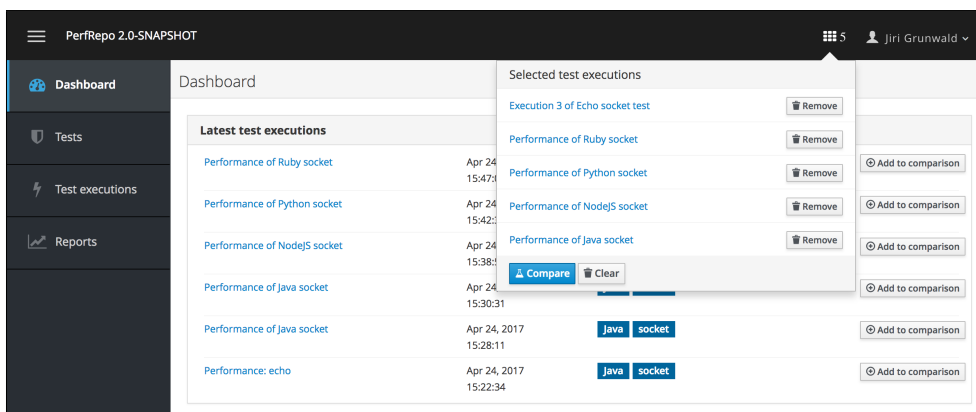 PerfRepo 2.0-SNAPSHOT
5
Jiri Grunwald
Dashboard
Tests
Test executions
Reports
Dashboard
Latest test executions
Performance of Ruby socket
Apr 24
15:47:
Add to comparison
Performance of Python socket
Apr 24
15:42:
Add to comparison
Performance of NodeJS socket
Apr 24
15:38:
Add to comparison
Performance of Java socket
Apr 24
15:30:31
Add to comparison
Performance of Java socket
Apr 24, 2017
15:28:11
Java socket
Add to comparison
Performance: echo
Apr 24, 2017
15:22:34
Java socket
Add to comparison
Selected test executions
Execution 3 of Echo socket test
Remove
Performance of Ruby socket
Remove
Performance of Python socket
Remove
Performance of NodeJS socket
Remove
Performance of Java socket
Remove
Compare
Clear